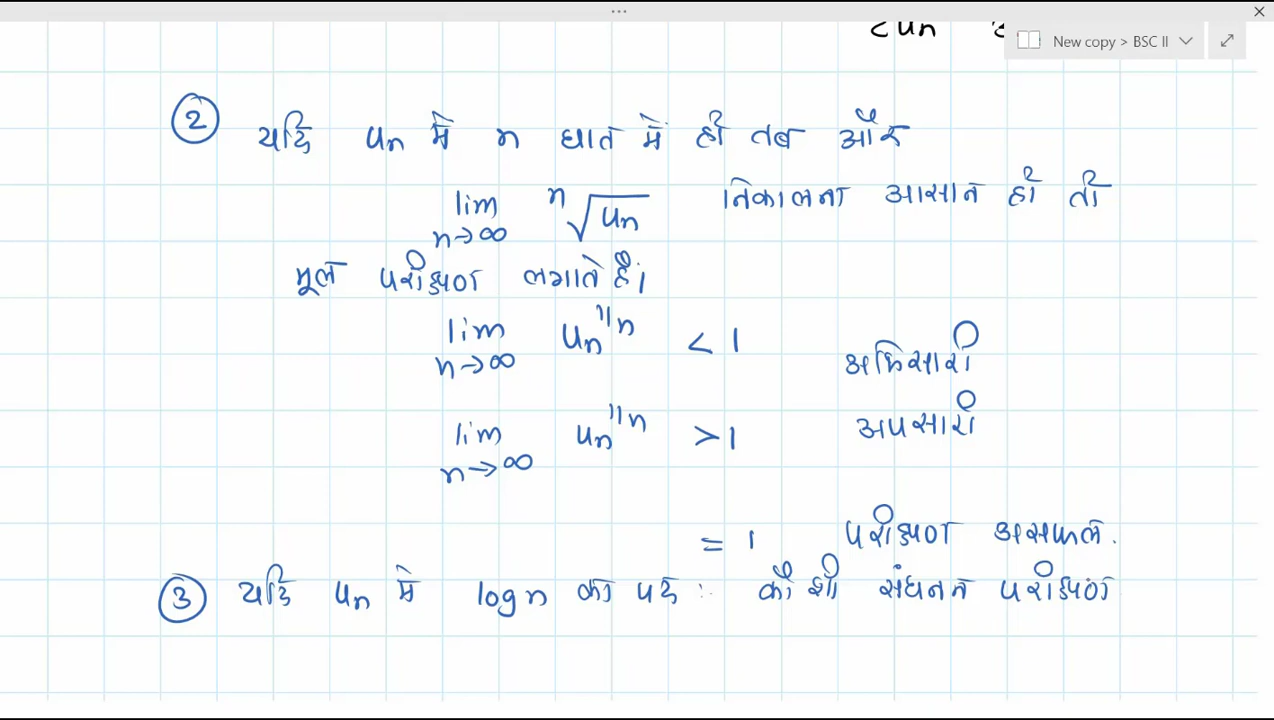 < un
New copy > BSC II
② यदि un में n घात में हो तब और
lim n→∞ ⁿ√un निकालना आसान हो तो
मूल परीक्षण लगाते हैं।
lim n→∞ un^1/n < 1 अभिसारी
lim n→∞ un^1/n > 1 अपसारी
= 1 परीक्षण असफल.
③ यदि un में log n का पद : कौशी संघनन परीक्षण